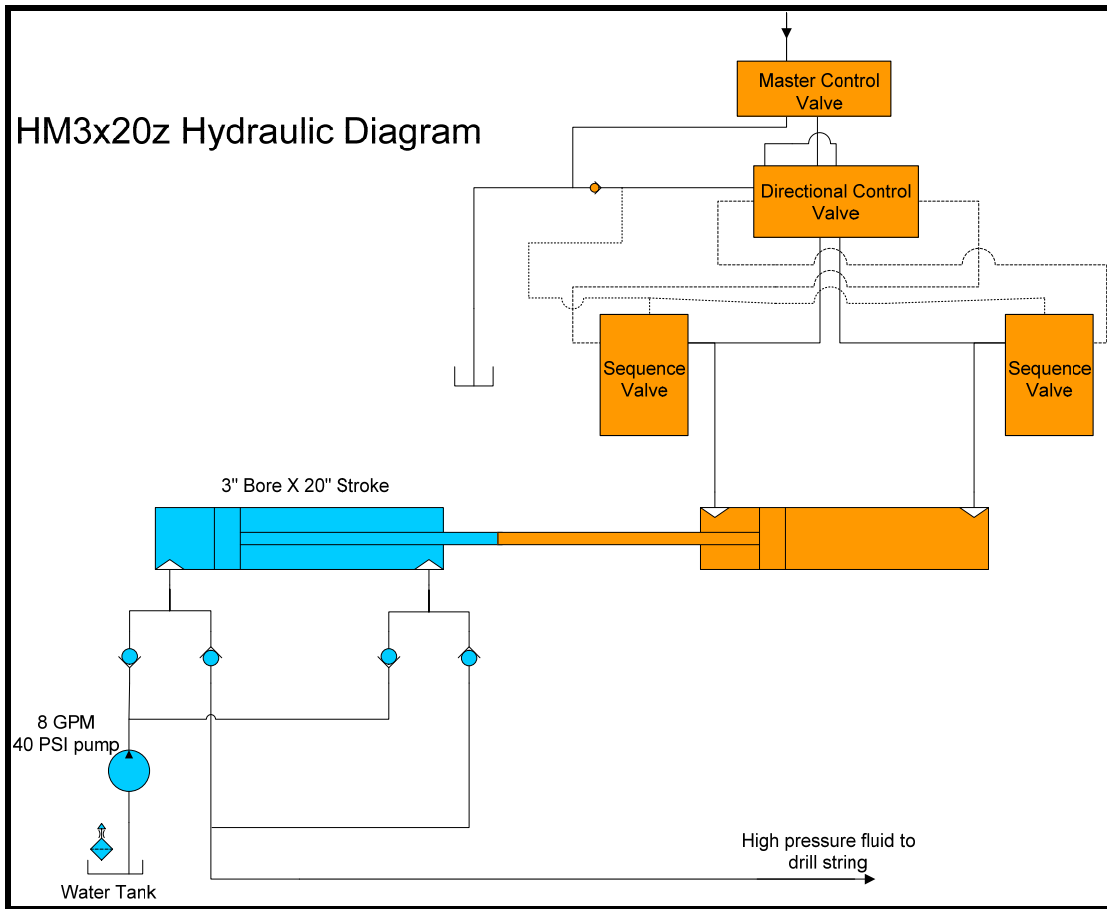 Master Control
Valve
HM3x20z Hydraulic Diagram
Directional Control
Valve
Sequence
Valve
Sequence
Valve
3" Bore X 20" Stroke
8 GPM
40 PSI pump
High pressure fluid to
drill string
Water Tank